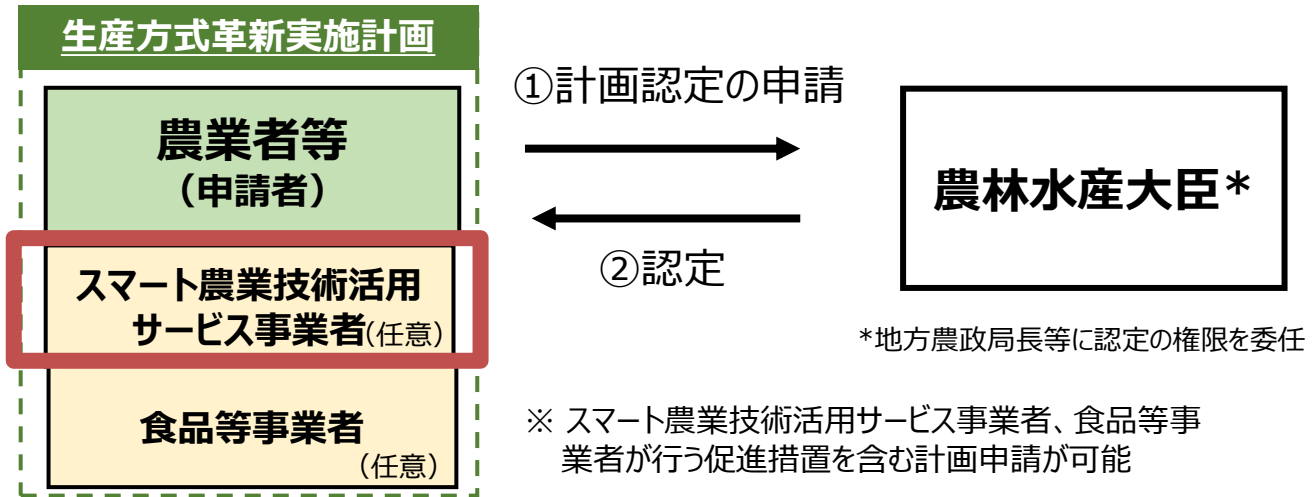 生産方式革新実施計画
農業者等
（申請者）
スマート農業技術活用
サービス事業者(任意)
食品等事業者
(任意)
①計画認定の申請
②認定
農林水産大臣*
*地方農政局長等に認定の権限を委任
※ スマート農業技術活用サービス事業者、食品等事
業者が行う促進措置を含む計画申請が可能